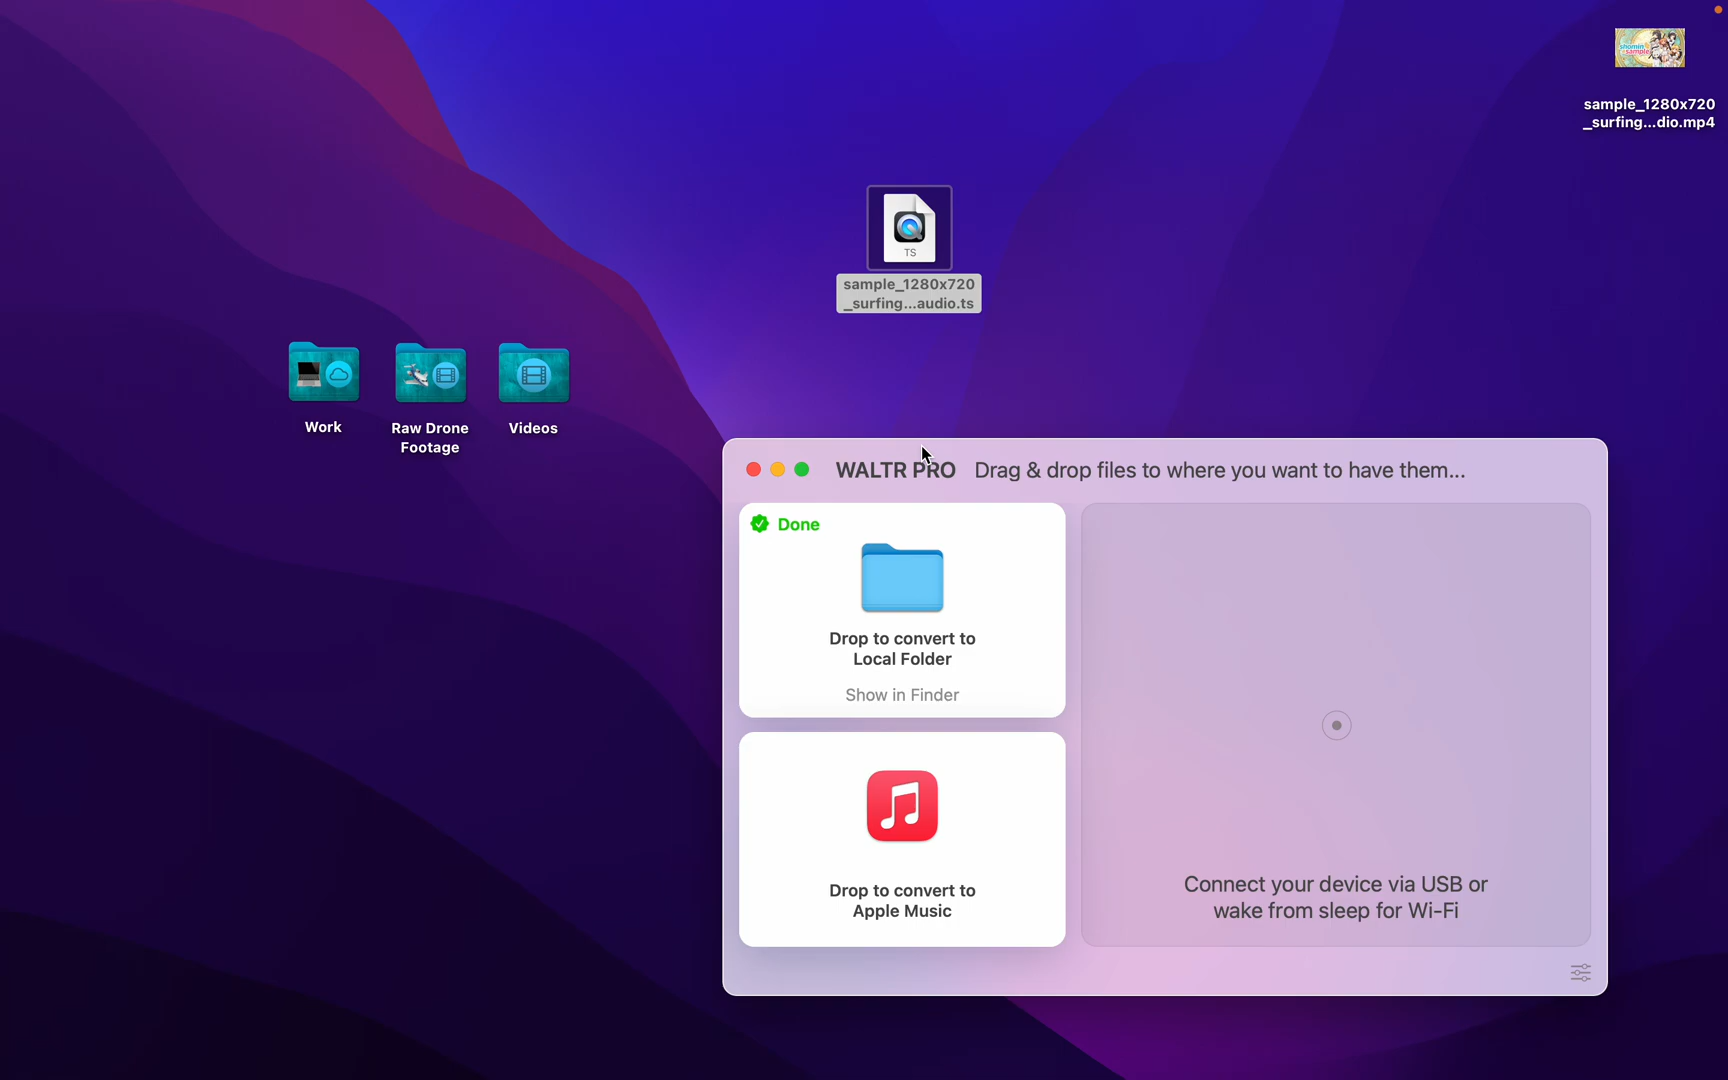 shomin
sample
sample_1280x720
_surfing...dio.mp4
TS
sample_1280x720
_surfing...audio.ts
Work
Raw Drone
Footage
Videos
WALTR PRO Drag & drop files to where you want to have them...
Done
Drop to convert to
Local Folder
Show in Finder
Drop to convert to
Apple Music
Connect your device via USB or
wake from sleep for Wi-Fi